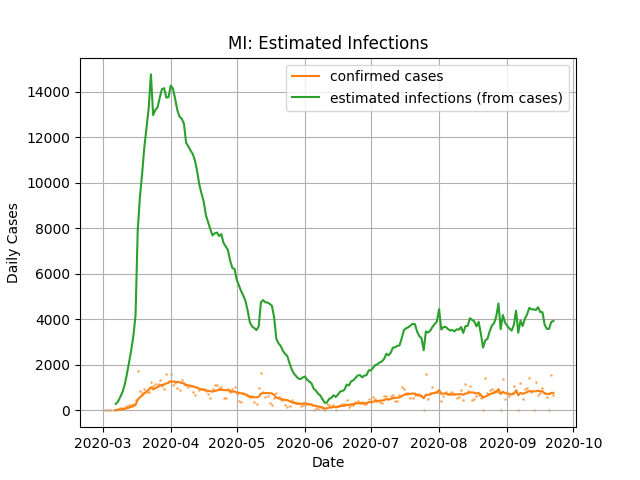 MI: Estimated Infections
confirmed cases
estimated infections (from cases)
Daily Cases
14000
12000
10000
8000
6000
4000
2000
0
2020-03 2020-04 2020-05 2020-06 2020-07 2020-08 2020-09 2020-10
Date